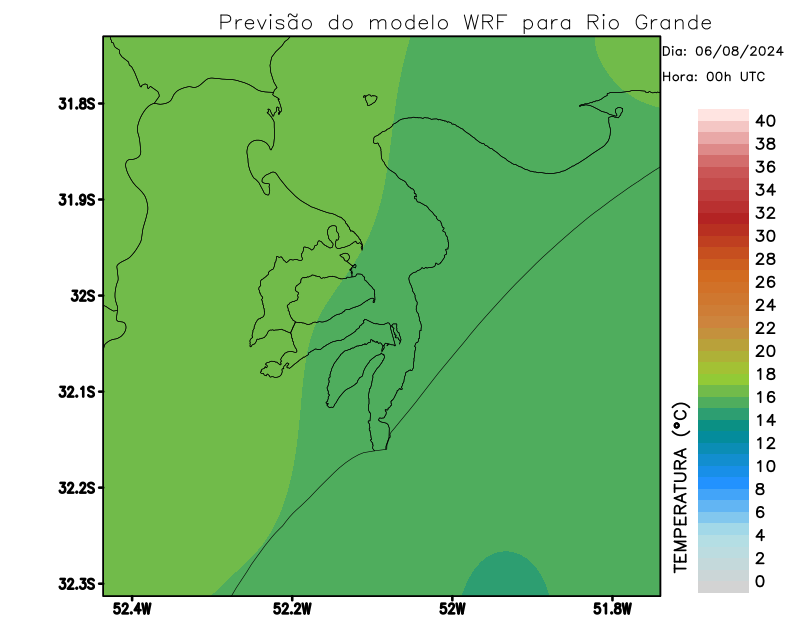 Previsão do modelo WRF para Rio Grande
Dia: 06/08/2024
Hora: 00h UTC
31.8S
31.9S
32S
32.1S
32.2S
32.3S
52.4W
52.2W
52W
51.8W
TEMPERATURA (°C)
40
38
36
34
32
30
28
26
24
22
20
18
16
14
12
10
8
6
4
2
0